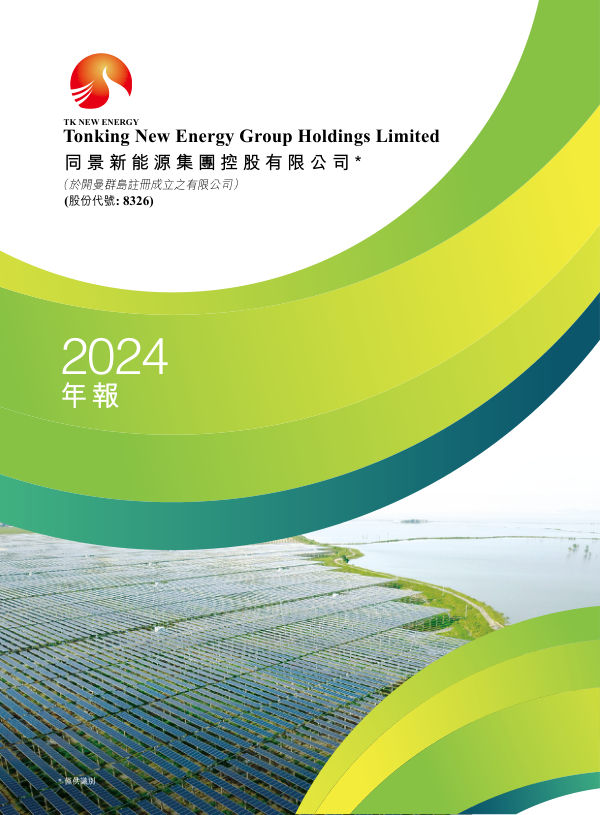 TK NEW ENERGY
Tonking New Energy Group Holdings Limited
同景新能源集團控股有限公司*
（於開曼群島註冊成立之有限公司）
(股份代號: 8326)
2024
年報
* 僅供識別